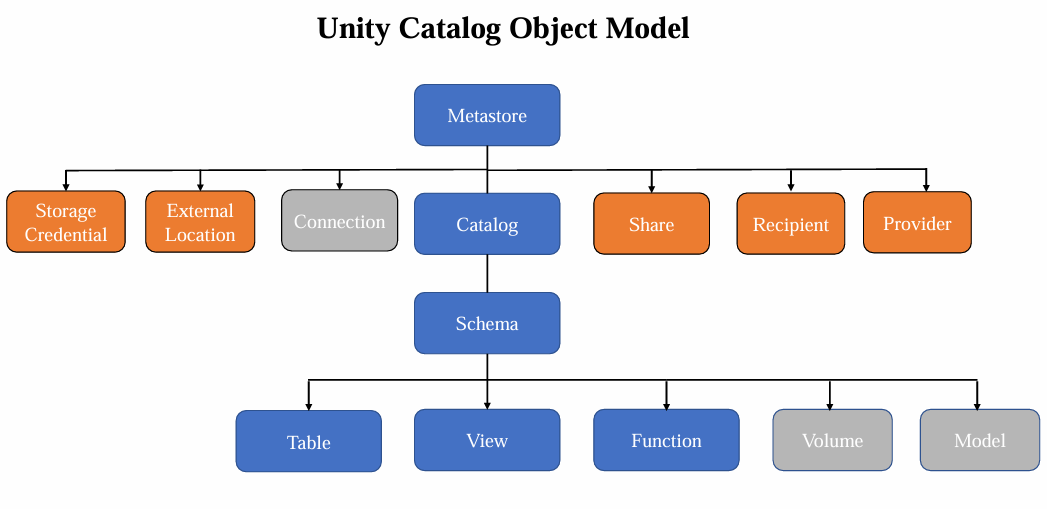 Unity Catalog Object Model
Metastore
Storage
Credential
External
Location
Connection
Catalog
Share
Recipient
Provider
Schema
Table
View
Function
Volume
Model